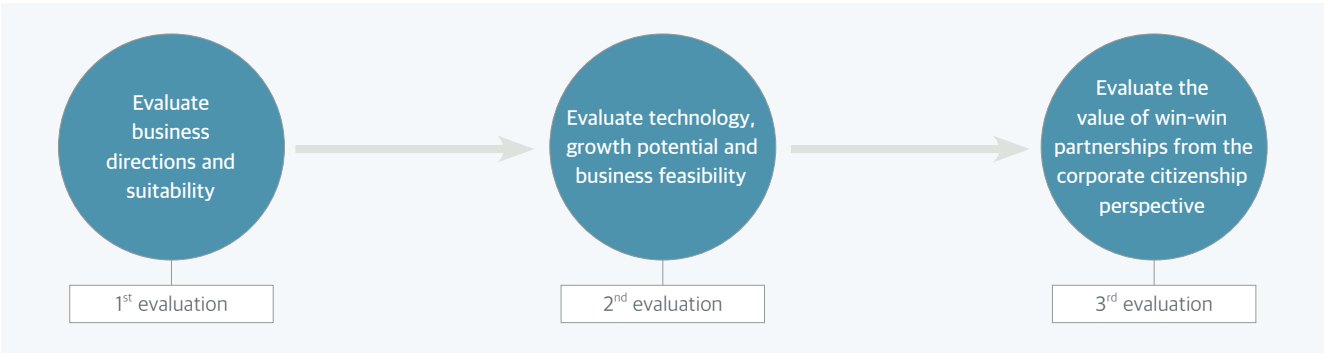 Evaluate
business
directions and
suitability
1st evaluation
Evaluate technology,
growth potential and
business feasibility
2nd evaluation
Evaluate the
value of win-win
partnerships from the
corporate citizenship
perspective
3rd evaluation